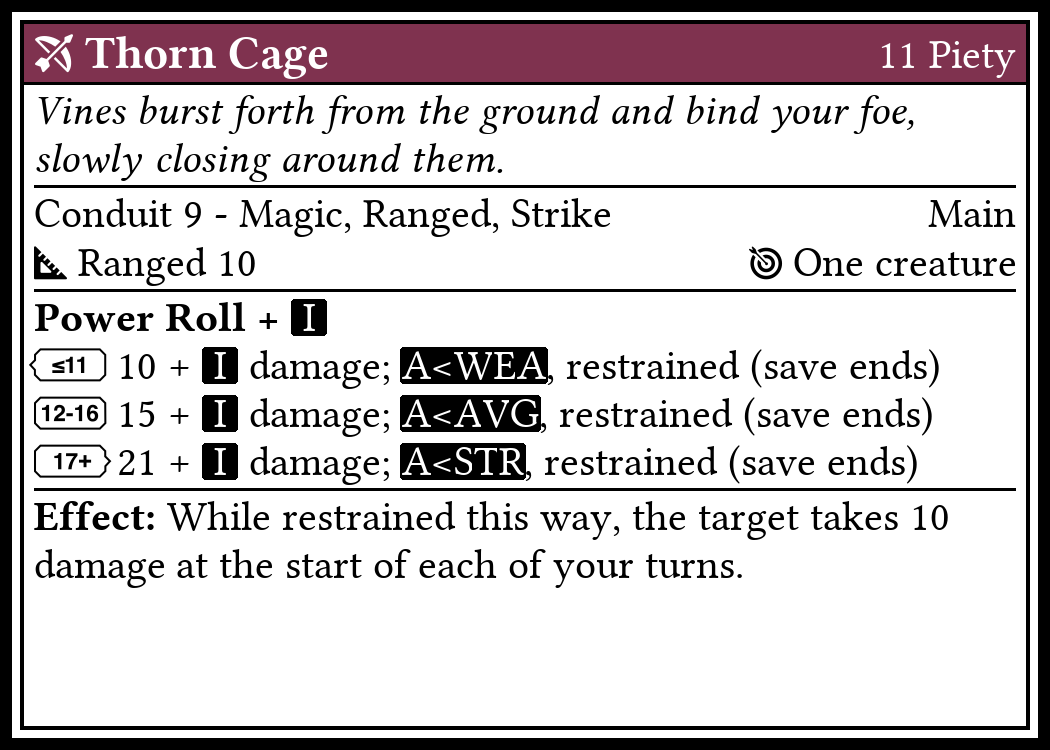 Thorn Cage 11 Piety
Vines burst forth from the ground and bind your foe,
slowly closing around them.
Conduit 9 - Magic, Ranged, Strike Main
Ranged 10 One creature
Power Roll + I
≤11 10 + I damage; A<WEA, restrained (save ends)
12-16 15 + I damage; A<AVG, restrained (save ends)
17+ 21 + I damage; A<STR, restrained (save ends)
Effect: While restrained this way, the target takes 10
damage at the start of each of your turns.